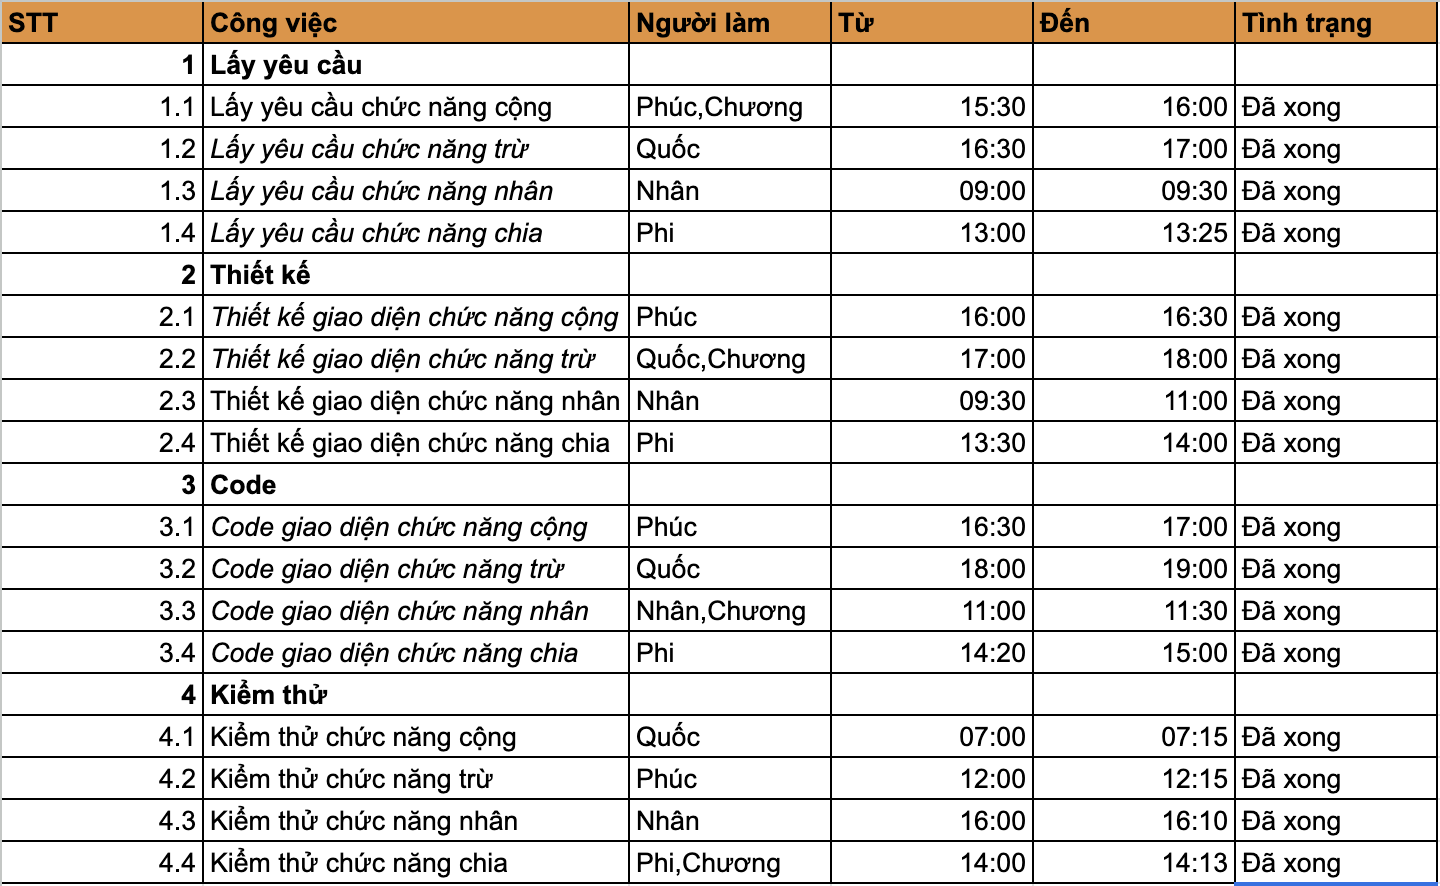 STT Công việc Người làm Từ Đến Tình trạng
1 Lấy yêu cầu
1.1 Lấy yêu cầu chức năng cộng Phúc,Chương 15:30 16:00 Đã xong
1.2 Lấy yêu cầu chức năng trừ Quốc 16:30 17:00 Đã xong
1.3 Lấy yêu cầu chức năng nhân Nhân 09:00 09:30 Đã xong
1.4 Lấy yêu cầu chức năng chia Phi 13:00 13:25 Đã xong
2 Thiết kế
2.1 Thiết kế giao diện chức năng cộng Phúc 16:00 16:30 Đã xong
2.2 Thiết kế giao diện chức năng trừ Quốc,Chương 17:00 18:00 Đã xong
2.3 Thiết kế giao diện chức năng nhân Nhân 09:30 11:00 Đã xong
2.4 Thiết kế giao diện chức năng chia Phi 13:30 14:00 Đã xong
3 Code
3.1 Code giao diện chức năng cộng Phúc 16:30 17:00 Đã xong
3.2 Code giao diện chức năng trừ Quốc 18:00 19:00 Đã xong
3.3 Code giao diện chức năng nhân Nhân,Chương 11:00 11:30 Đã xong
3.4 Code giao diện chức năng chia Phi 14:20 15:00 Đã xong
4 Kiểm thử
4.1 Kiểm thử chức năng cộng Quốc 07:00 07:15 Đã xong
4.2 Kiểm thử chức năng trừ Phúc 12:00 12:15 Đã xong
4.3 Kiểm thử chức năng nhân Nhân 16:00 16:10 Đã xong
4.4 Kiểm thử chức năng chia Phi,Chương 14:00 14:13 Đã xong